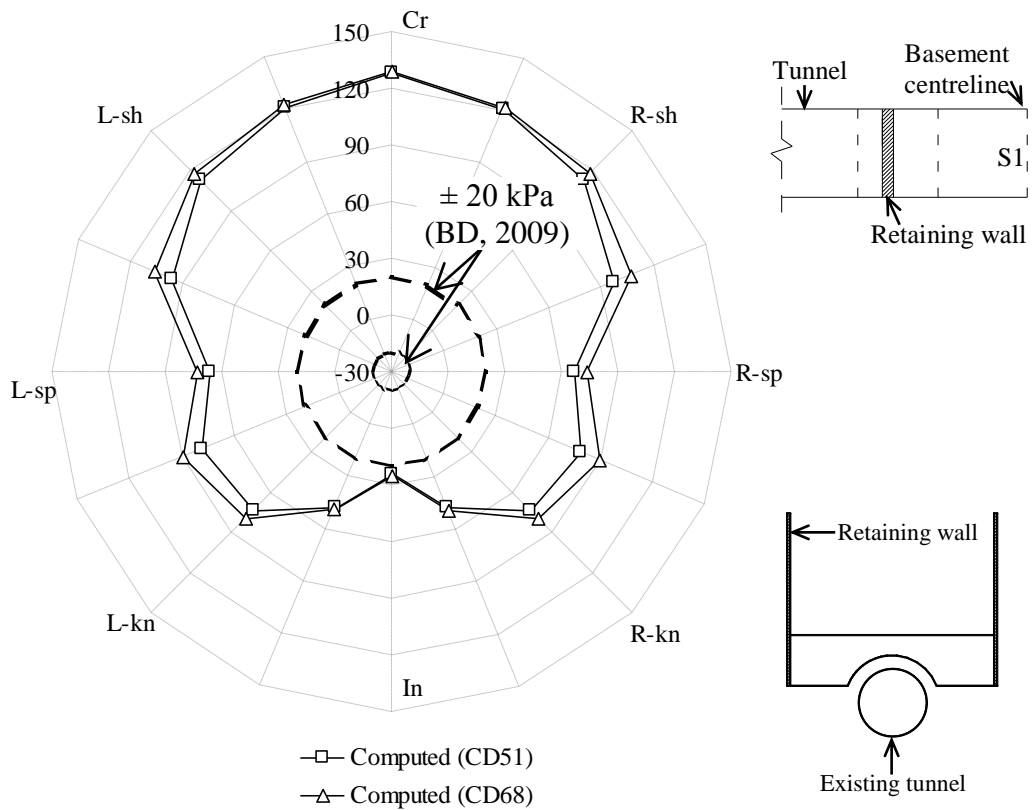 Cr
150
120
90
60
30
0
-30
L-sh
R-sh
L-sp
R-sp
L-kn
R-kn
In
± 20 kPa
(BD, 2009)
Computed (CD51)
Computed (CD68)
Tunnel
Basement
centreline
S1
Retaining wall
Retaining wall
Existing tunnel